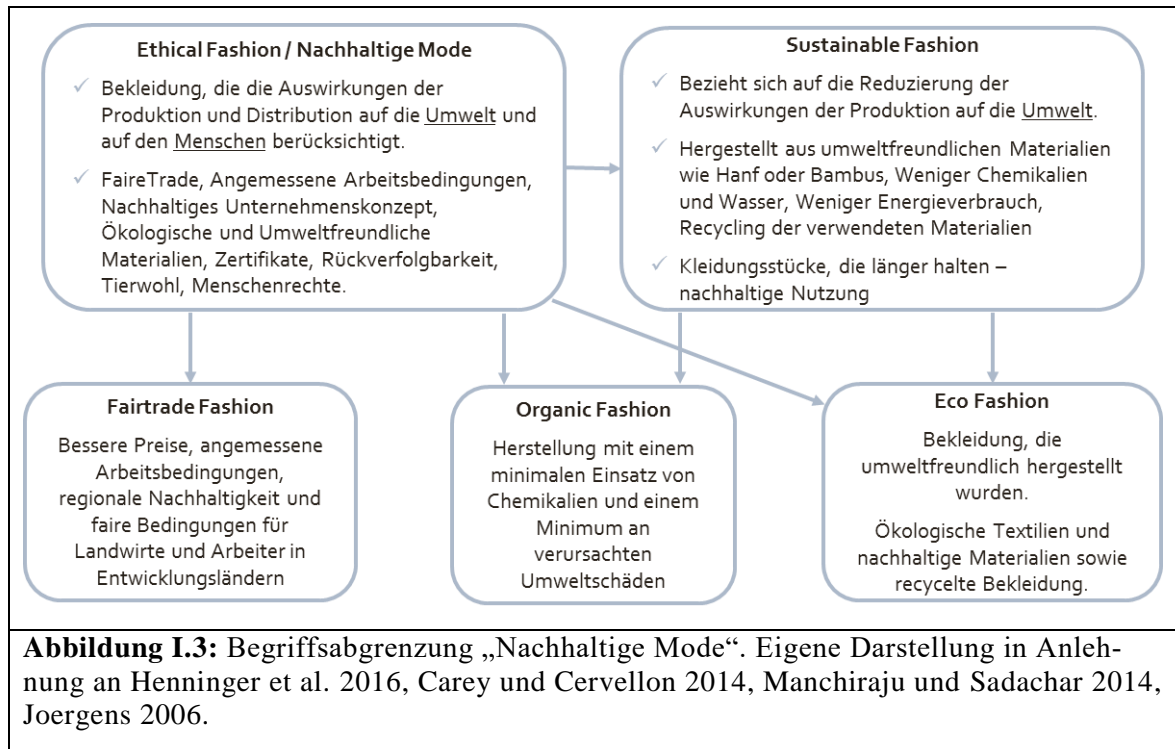 Ethical Fashion / Nachhaltige Mode
✓ Bekleidung, die die Auswirkungen der
Produktion und Distribution auf die Umwelt und
auf den Menschen berücksichtigt.
✓ FaireTrade, Angemessene Arbeitsbedingungen,
Nachhaltiges Unternehmenskonzept,
Ökologische und Umweltfreundliche
Materialien, Zertifikate, Rückverfolgbarkeit,
Tierwohl, Menschenrechte.
Sustainable Fashion
✓ Bezieht sich auf die Reduzierung der
Auswirkungen der Produktion auf die Umwelt.
✓ Hergestellt aus umweltfreundlichen Materialien
wie Hanf oder Bambus, Weniger Chemikalien
und Wasser, Weniger Energieverbrauch,
Recycling der verwendeten Materialien
✓ Kleidungsstücke, die länger halten –
nachhaltige Nutzung
Fairtrade Fashion
Bessere Preise, angemessene
Arbeitsbedingungen,
regionale Nachhaltigkeit und
faire Bedingungen für
Landwirte und Arbeiter in
Entwicklungsländern
Organic Fashion
Herstellung mit einem
minimalen Einsatz von
Chemikalien und einem
Minimum an
verursachten
Umweltschäden
Eco Fashion
Bekleidung, die
umweltfreundlich hergestellt
wurden.
Ökologische Textilien und
nachhaltige Materialien sowie
recycelte Bekleidung.
Abbildung I.3: Begriffsabgrenzung „Nachhaltige Mode“. Eigene Darstellung in Anleh-
nung an Henninger et al. 2016, Carey und Cervellon 2014, Manchiraju und Sadachar 2014,
Joergens 2006.